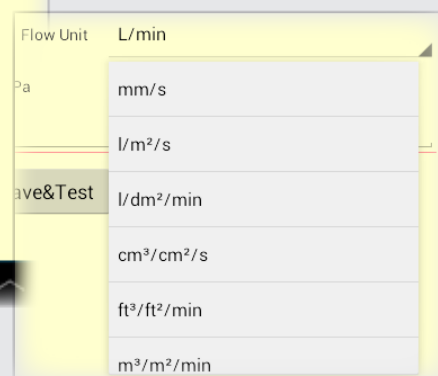 Flow Unit L/min
Pa
mm/s
l/m²/s
ave&Test
l/dm²/min
cm³/cm²/s
ft³/ft²/min
m³/m²/min